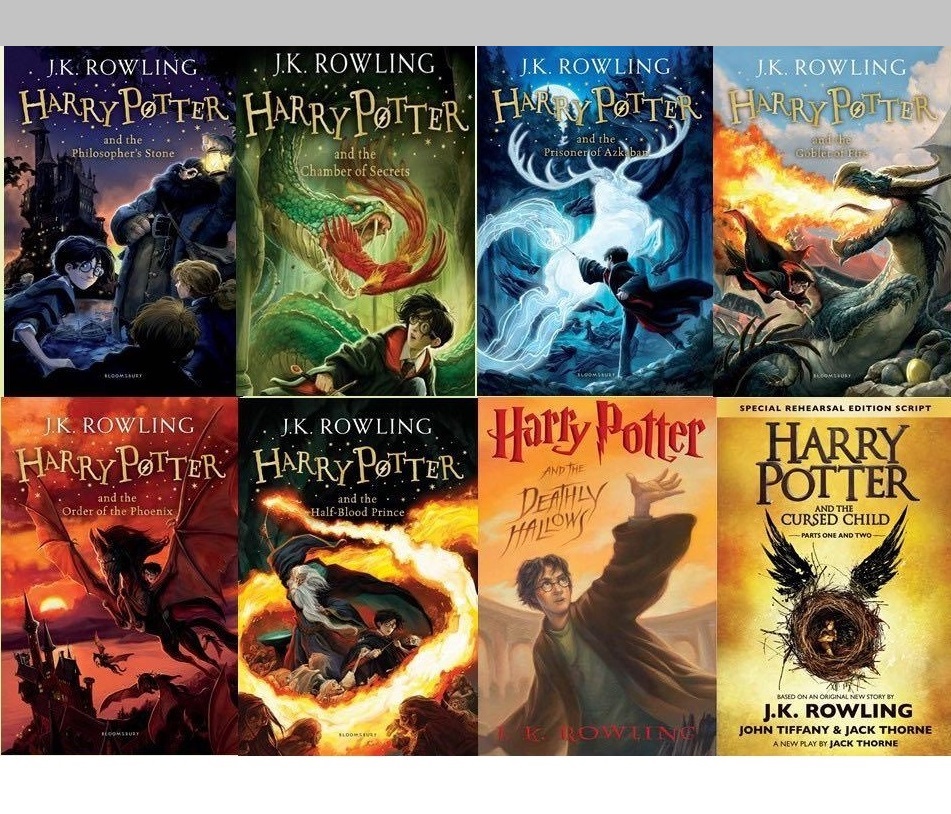 J.K. ROWLING
HARRY POTTER
and the
Philosopher's Stone
BLOOMSBURY
J.K. ROWLING
HARRY POTTER
and the
Chamber of Secrets
J.K. ROWLING
HARRY POTTER
and the
Prisoner of Azkaban
BLOOMSBURY
J.K. ROWLING
HARRY POTTER
and the
Goblet of Fire
BLOOMSBURY
J.K. ROWLING
HARRY POTTER
and the
Order of the Phoenix
BLOOMSBURY
J.K. ROWLING
HARRY POTTER
and the
Half-Blood Prince
BLOOMSBURY
Harry Potter
AND THE
DEATHLY
HALLOWS
J. K. ROWLING
SPECIAL REHEARSAL EDITION SCRIPT
HARRY
POTTER
AND THE
CURSED CHILD
PARTS ONE AND TWO
BASED ON AN ORIGINAL NEW STORY BY
J.K. ROWLING
JOHN TIFFANY & JACK THORNE
A NEW PLAY BY JACK THORNE